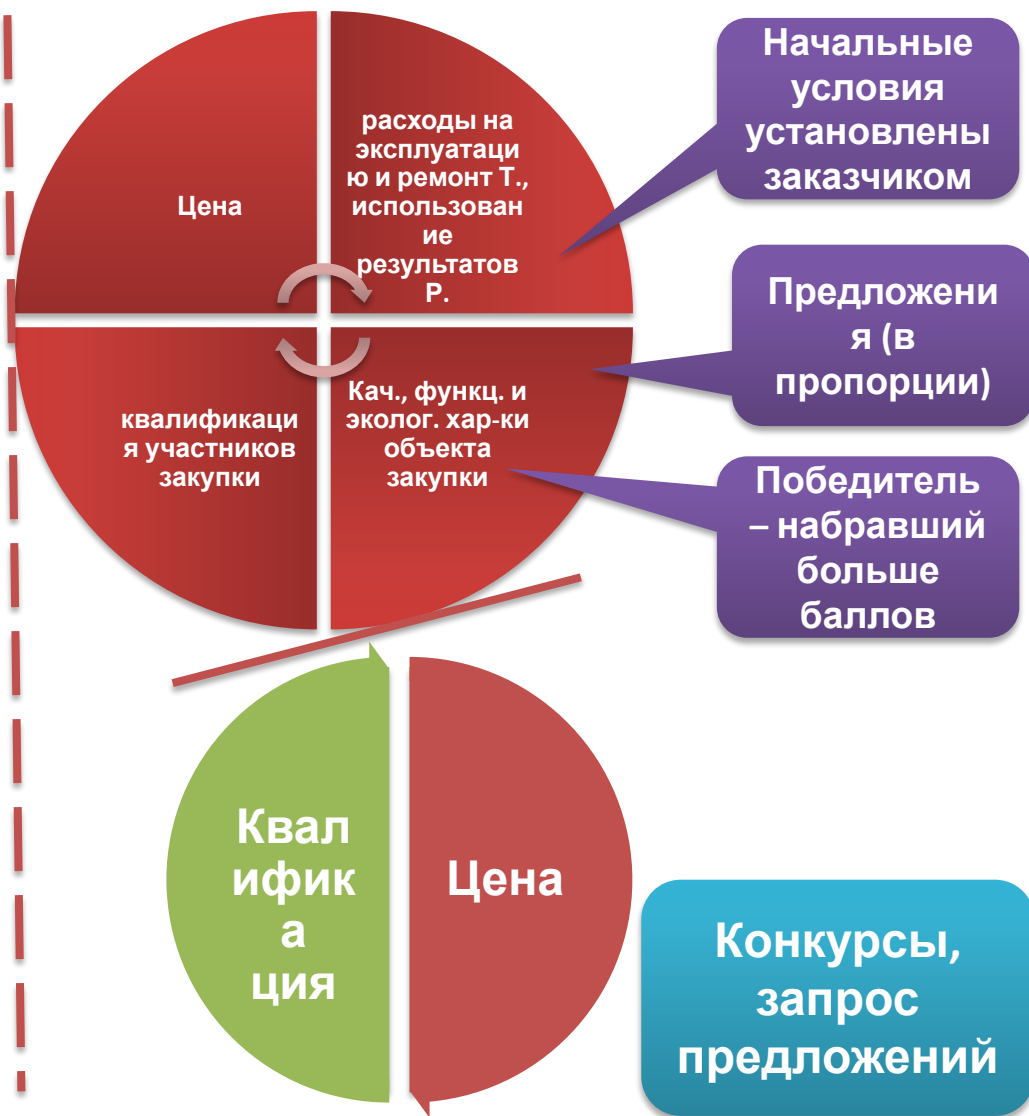 Цена
расходы на
эксплуатаци
ю и ремонт Т.,
использован
ие
результатов
Р.
квалификаци
я участников
закупки
Кач., функц. и
эколог. хар-ки
объекта
закупки
Начальные
условия
установлены
заказчиком
Предложени
я (в
пропорции)
Победитель
– набравший
больше
баллов
Квал
ифик
а
ция
Цена
Конкурсы,
запрос
предложений